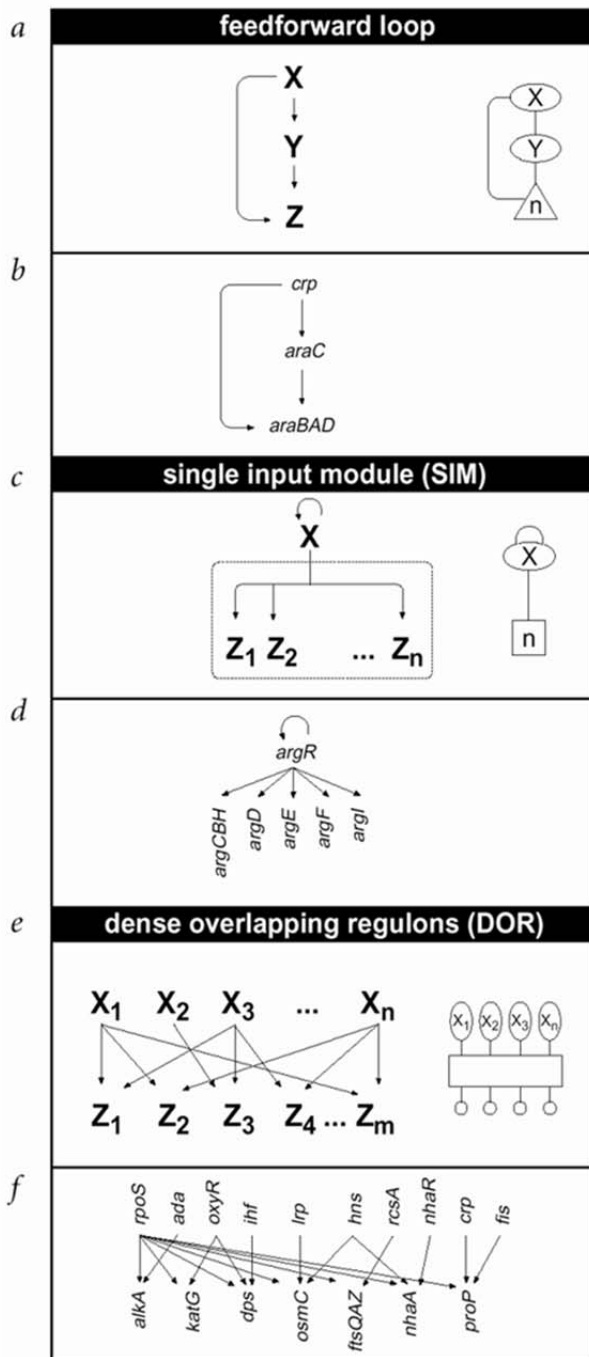 a
feedforward loop
X
Y
Z
X
Y
n
b
crp
araC
araBAD
c
single input module (SIM)
X
Z1 Z2 ... Zn
X
n
d
argR
argCBH argD argE argF argI
e
dense overlapping regulons (DOR)
X1 X2 X3 ... Xn
Z1 Z2 Z3 Z4 ... Zm
X1 X2 X3 Xn
f
rpoS ada oxyR ihf lrp hns rcsA nhaR crp fis
alkA katG dps osmC ftsQAZ nhaA proP